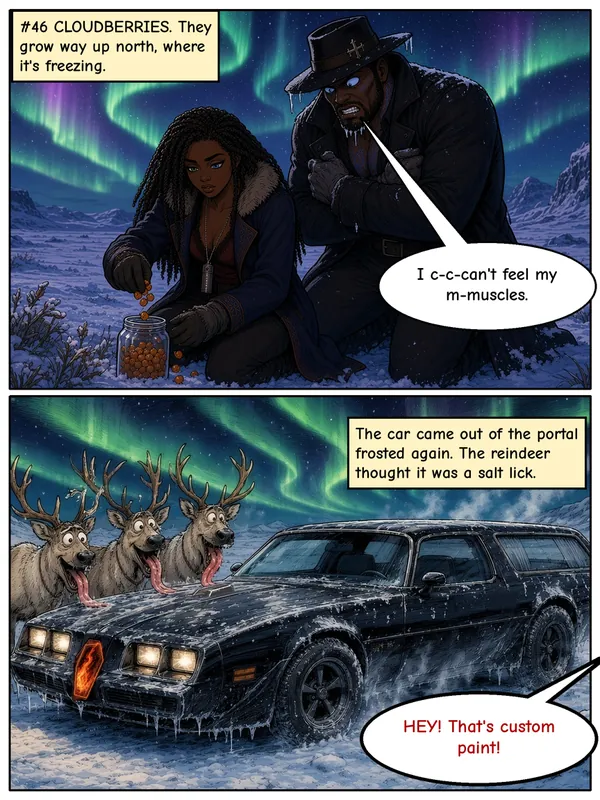 #46 CLOUDBERRIES. They
grow way up north, where
it's freezing.
I c-c-can't feel my
m-muscles.
The car came out of the portal
frosted again. The reindeer
thought it was a salt lick.
HEY! That's custom
paint!